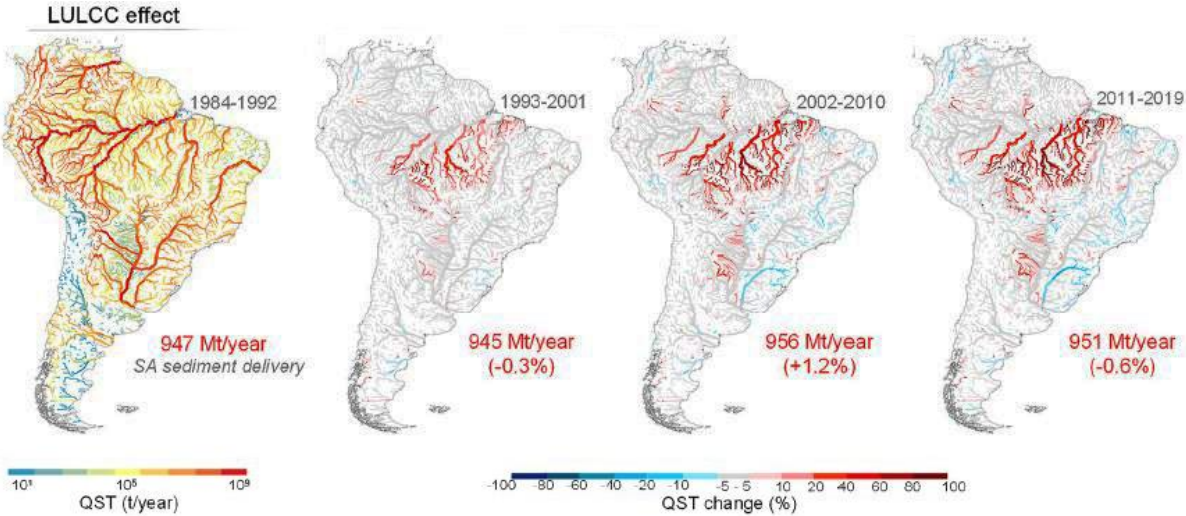 LULCC effect
1984-1992
1993-2001
2002-2010
2011-2019
947 Mt/year
SA sediment delivery
945 Mt/year
(-0.3%)
956 Mt/year
(+1.2%)
951 Mt/year
(-0.6%)
10³ 10⁵ 10⁹
QST (t/year)
-100 -80 -60 -40 -20 -10 -5 - 5 10 20 40 60 80 100
QST change (%)